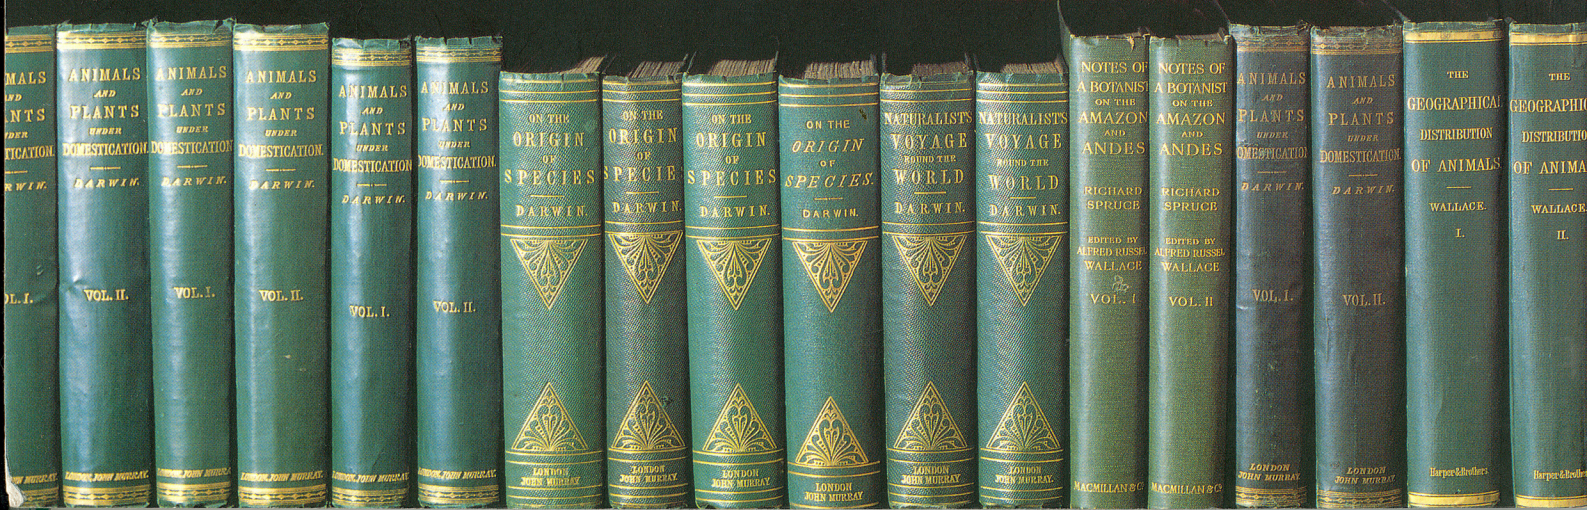 MALS
AND
NTS
UNDER
TICATION.
RWIN.
OL. I.
ANIMALS
AND
PLANTS
UNDER
DOMESTICATION.
DARWIN.
VOL. II.
LONDON. JOHN MURRAY.
ANIMALS
AND
PLANTS
UNDER
DOMESTICATION
DARWIN.
VOL. I.
LONDON. JOHN MURRA
ANIMALS
AND
PLANTS
UNDER
DOMESTICATION.
DARWIN.
VOL. II.
LONDON. JOHN MURRAY.
ANIMALS
AND
PLANTS
UNDER
DOMESTICATION
DARWIN.
VOL. I.
LONDON. JOHN MURRAY.
ANIMALS
AND
PLANTS
UNDER
DOMESTICATION.
DARWIN.
VOL. II.
LONDON. JOHN MURRAY.
ON THE
ORIGIN
OF
SPECIES
DARWIN.
LONDON
JOHN MURRAY
ON THE
ORIGIN
OF
SPECIE
DARWIN.
LONDON
JOHN MURRAY.
ON THE
ORIGIN
OF
SPECIES
DARWIN.
LONDON
JOHN MURRAY.
ON THE
ORIGIN
OF
SPECIES.
DARWIN.
LONDON
JOHN MURRAY
NATURALIST'S
VOYAGE
ROUND THE
WORLD
DARWIN.
LONDON
JOHN MURRAY.
NATURALIST'S
VOYAGE
ROUND THE
WORLD
DARWIN.
LONDON
JOHN MURRAY.
NOTES OF
A BOTANIST
ON THE
AMAZON
AND
ANDES
RICHARD
SPRUCE
EDITED BY
ALFRED RUSSEL
WALLACE
VOL. I
MACMILLAN & Co.
NOTES OF
A BOTANIST
ON THE
AMAZON
AND
ANDES
RICHARD
SPRUCE
EDITED BY
ALFRED RUSSEL
WALLACE
VOL. II
MACMILLAN & Co.
ANIMALS
AND
PLANTS
UNDER
DOMESTICATION
DARWIN.
VOL. I.
LONDON
JOHN MURRAY.
ANIMALS
AND
PLANTS
UNDER
DOMESTICATION.
DARWIN.
VOL. II.
LONDON
JOHN MURRAY.
THE
GEOGRAPHICAL
DISTRIBUTION
OF ANIMALS.
WALLACE.
I.
Harper & Brothers
THE
GEOGRAPHIC
DISTRIBUTIO
OF ANIMA
WALLACE.
II.
Harper & Broth